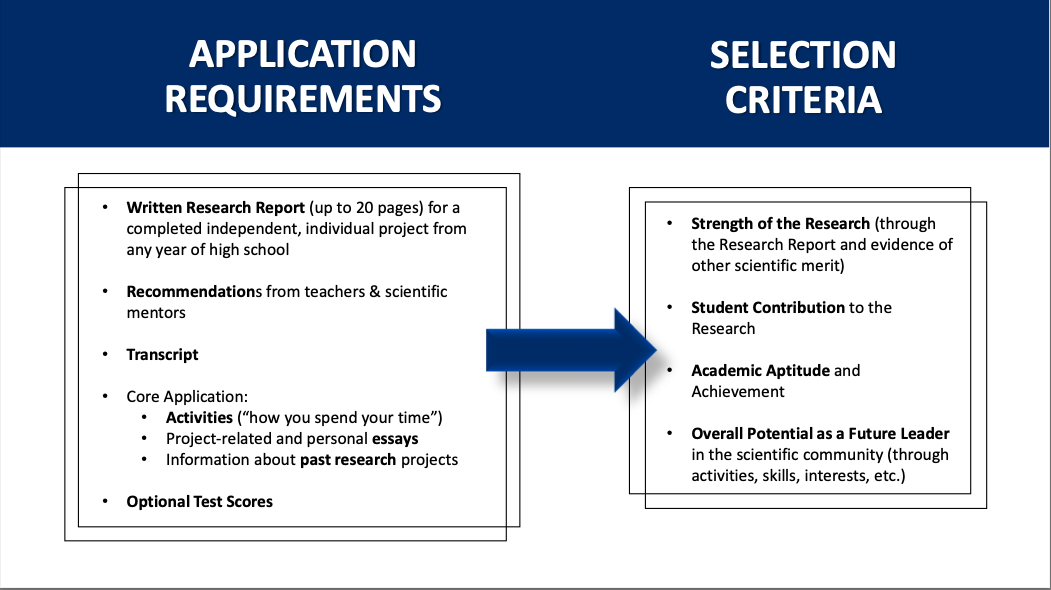 APPLICATION
REQUIREMENTS
• Written Research Report (up to 20 pages) for a
completed independent, individual project from
any year of high school
• Recommendations from teachers & scientific
mentors
• Transcript
• Core Application:
• Activities (“how you spend your time”)
• Project-related and personal essays
• Information about past research projects
• Optional Test Scores
SELECTION
CRITERIA
• Strength of the Research (through
the Research Report and evidence of
other scientific merit)
• Student Contribution to the
Research
• Academic Aptitude and
Achievement
• Overall Potential as a Future Leader
in the scientific community (through
activities, skills, interests, etc.)